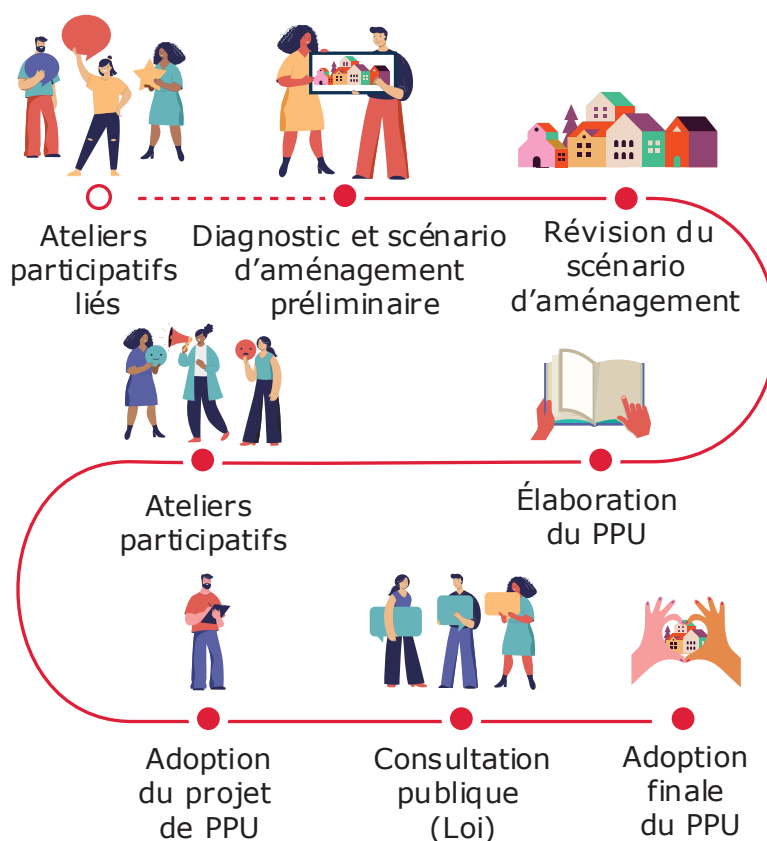 Ateliers
participatifs
liés
Diagnostic et scénario
d'aménagement
préliminaire
Révision du
scénario
d'aménagement
Élaboration
du PPU
Ateliers
participatifs
Adoption
du projet
de PPU
Consultation
publique
(Loi)
Adoption
finale
du PPU